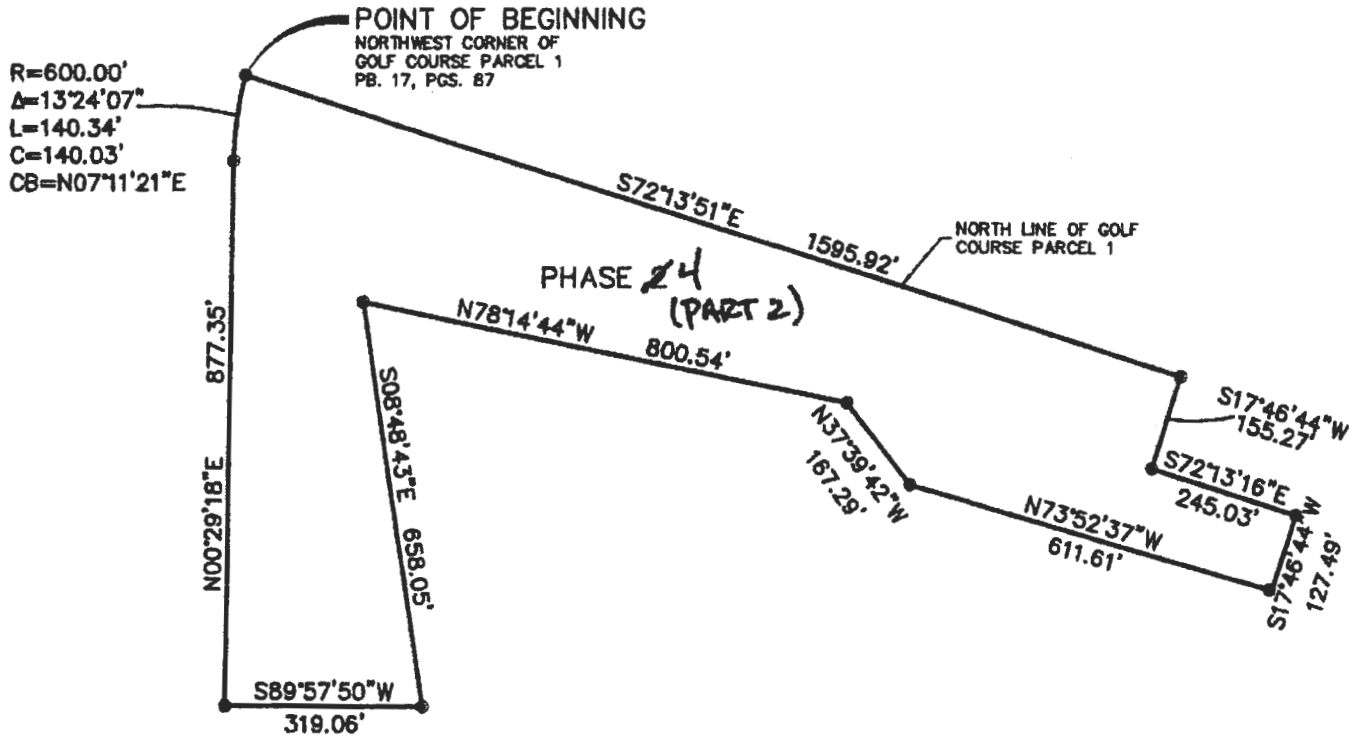 POINT OF BEGINNING
NORTHWEST CORNER OF
GOLF COURSE PARCEL 1
PB. 17, PGS. 87
R=600.00'
Δ=13°24'07"
L=140.34'
C=140.03'
CB=N07°11'21"E
S72°13'51"E
1595.92'
NORTH LINE OF GOLF
COURSE PARCEL 1
PHASE 4
(PART 2)
N78°14'44"W
800.54'
877.35'
N00°29'18"E
S08°48'43"E 658.05'
N37°39'42"W
167.29'
S17°46'44"W
155.27'
S72°13'16"E
245.03'
N73°52'37"W
611.61'
S17°46'44"W
127.49'
S89°57'50"W
319.06'